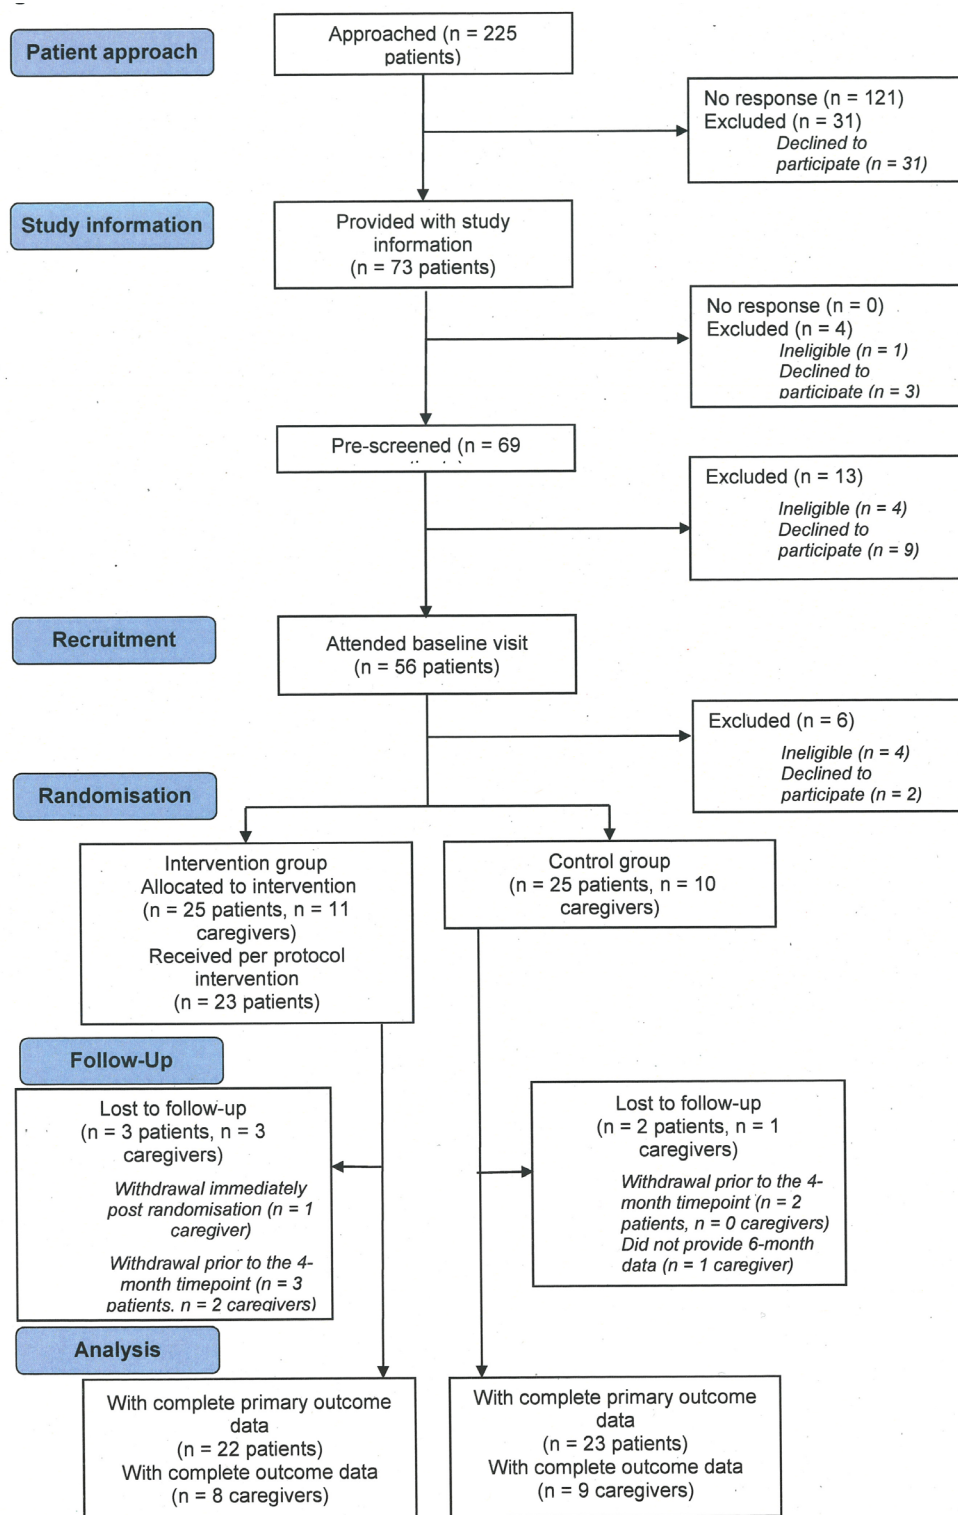 Patient approach
Approached (n = 225
patients)
No response (n = 121)
Excluded (n = 31)
Declined to
participate (n = 31)
Study information
Provided with study
information
(n = 73 patients)
No response (n = 0)
Excluded (n = 4)
Ineligible (n = 1)
Declined to
participate (n = 3)
Pre-screened (n = 69
Excluded (n = 13)
Ineligible (n = 4)
Declined to
participate (n = 9)
Recruitment
Attended baseline visit
(n = 56 patients)
Excluded (n = 6)
Ineligible (n = 4)
Declined to
participate (n = 2)
Randomisation
Intervention group
Allocated to intervention
(n = 25 patients, n = 11
caregivers)
Received per protocol
intervention
(n = 23 patients)
Control group
(n = 25 patients, n = 10
caregivers)
Follow-Up
Lost to follow-up
(n = 3 patients, n = 3
caregivers)
Withdrawal immediately
post randomisation (n = 1
caregiver)
Withdrawal prior to the 4-
month timepoint (n = 3
patients, n = 2 caregivers)
Lost to follow-up
(n = 2 patients, n = 1
caregivers)
Withdrawal prior to the 4-
month timepoint (n = 2
patients, n = 0 caregivers)
Did not provide 6-month
data (n = 1 caregiver)
Analysis
With complete primary outcome
data
(n = 22 patients)
With complete outcome data
(n = 8 caregivers)
With complete primary outcome
data
(n = 23 patients)
With complete outcome data
(n = 9 caregivers)